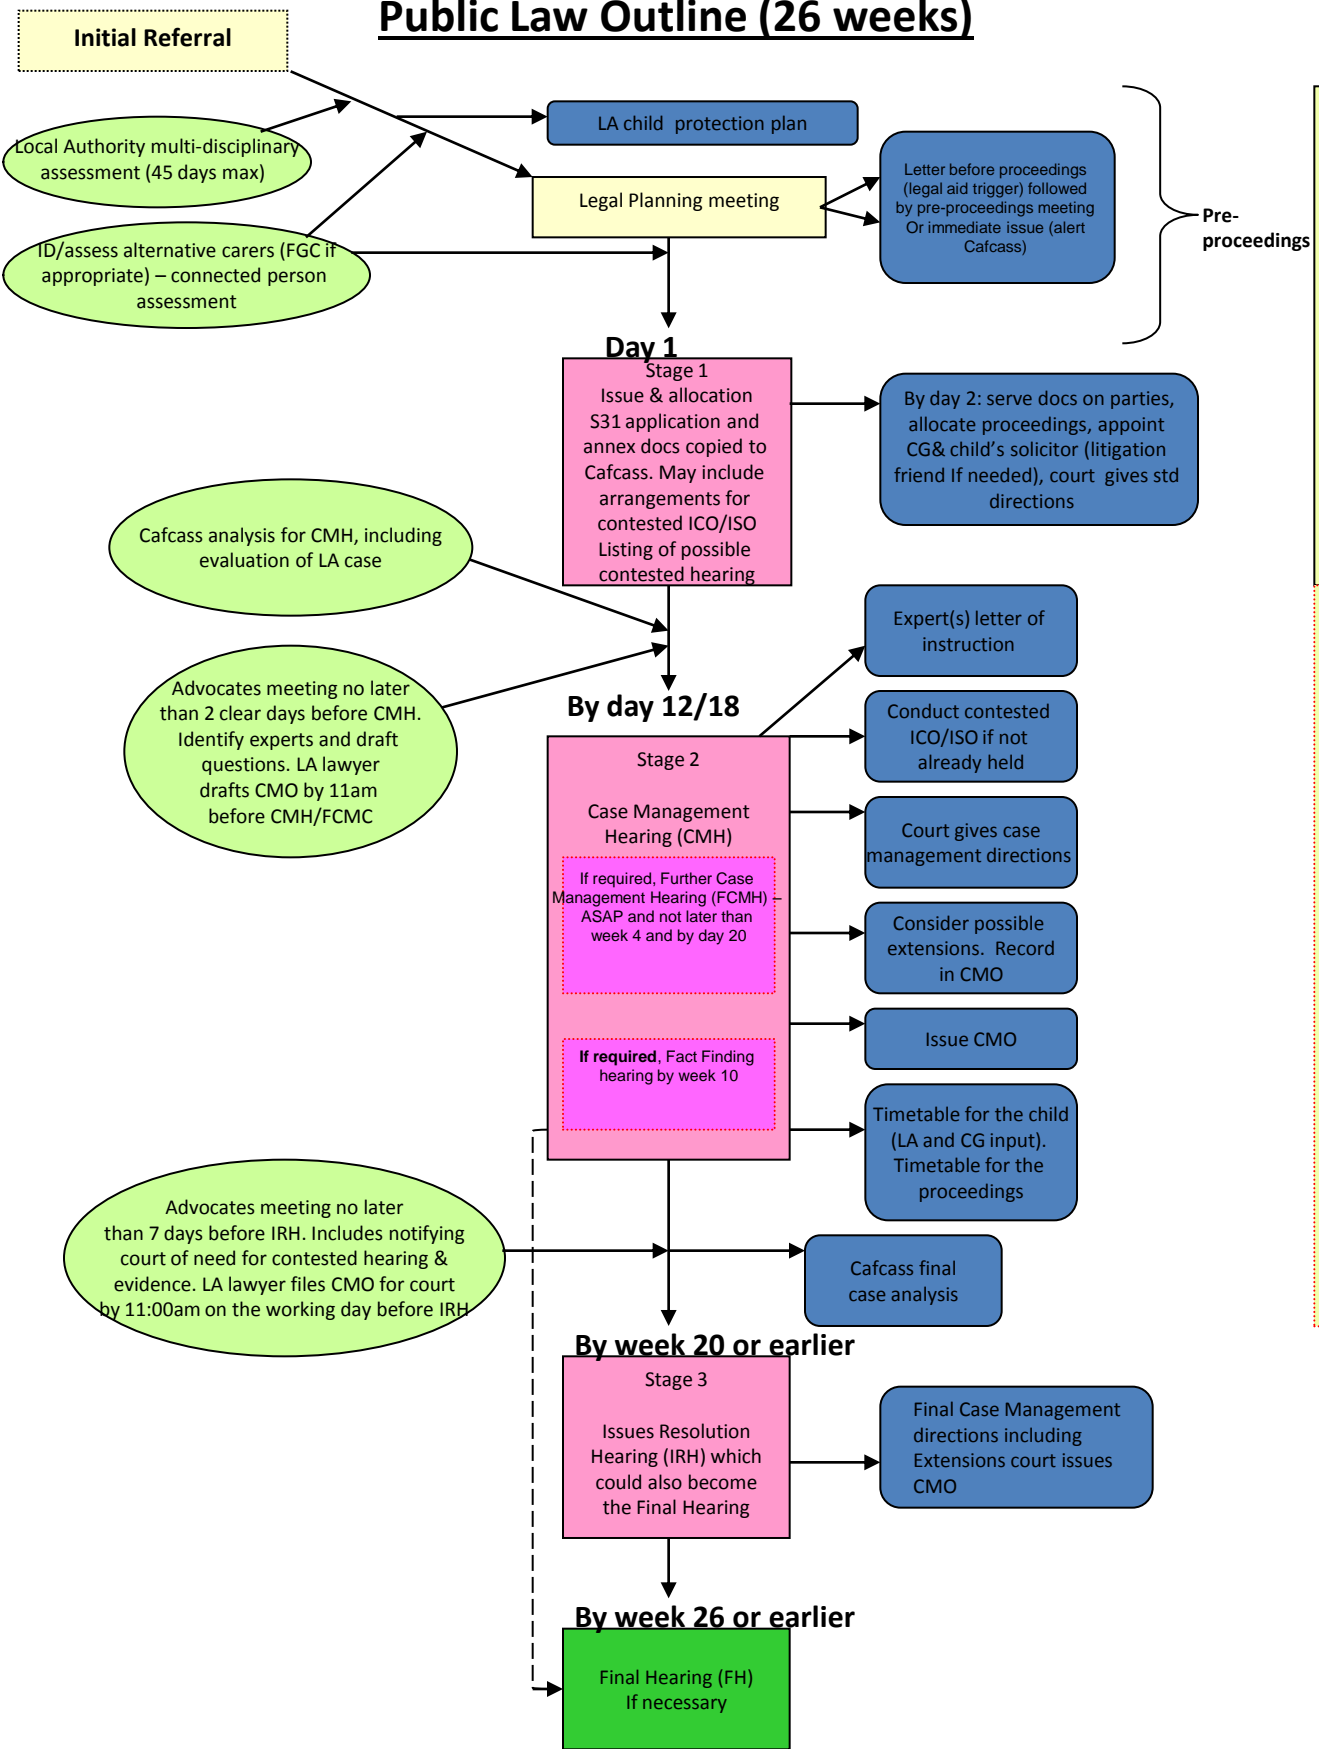 Public Law Outline (26 weeks)
Initial Referral
LA child  protection plan
Local Authority multi-disciplinary
assessment (45 days max)
Letter before proceedings
(legal aid trigger) followed
by pre-proceedings meeting
Or immediate issue (alert
Cafcass)
Legal Planning meeting
Pre-
proceedings
ID/assess alternative carers (FGC if
appropriate) – connected person
assessment
Day 1
Stage 1
Issue & allocation
S31 application and
annex docs copied to
Cafcass. May include
arrangements for
contested ICO/ISO
Listing of possible
contested hearing
By day 2: serve docs on parties,
allocate proceedings, appoint
CG& child’s solicitor (litigation
friend If needed), court  gives std
directions
Cafcass analysis for CMH, including
evaluation of LA case
Advocates meeting no later
than 2 clear days before CMH.
Identify experts and draft
questions. LA lawyer
drafts CMO by 11am
before CMH/FCMC
By day 12/18
Stage 2
Case Management
Hearing (CMH)
If required, Further Case
Management Hearing (FCMH) –
ASAP and not later than
week 4 and by day 20
If required, Fact Finding
hearing by week 10
Expert(s) letter of
instruction
Conduct contested
ICO/ISO if not
already held
Court gives case
management directions
Consider possible
extensions.  Record
in CMO
Issue CMO
Timetable for the child
(LA and CG input).
Timetable for the
proceedings
Advocates meeting no later
than 7 days before IRH. Includes notifying
court of need for contested hearing &
evidence. LA lawyer files CMO for court
by 11:00am on the working day before IRH
Cafcass final
case analysis
By week 20 or earlier
Stage 3
Issues Resolution
Hearing (IRH) which
could also become
the Final Hearing
Final Case Management
directions including
Extensions court issues
CMO
By week 26 or earlier
Final Hearing (FH)
If necessary